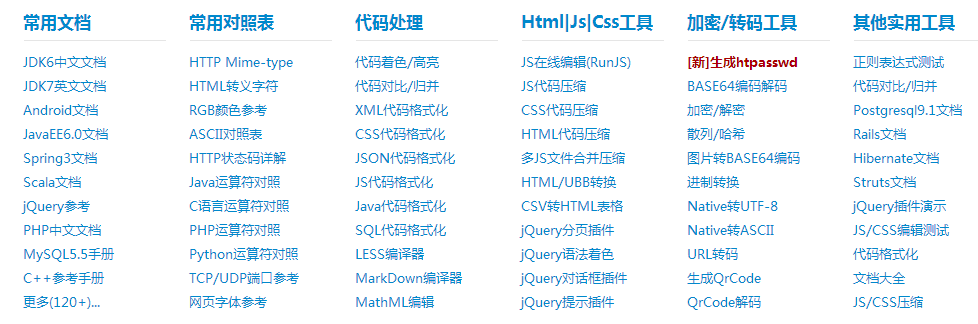 常用文档
JDK6中文文档
JDK7英文文档
Android文档
JavaEE6.0文档
Spring3文档
Scala文档
jQuery参考
PHP中文文档
MySQL5.5手册
C++参考手册
更多(120+)...
常用对照表
HTTP Mime-type
HTML转义字符
RGB颜色参考
ASCII对照表
HTTP状态码详解
Java运算符对照
C语言运算符对照
PHP运算符对照
Python运算符对照
TCP/UDP端口参考
网页字体参考
代码处理
代码着色/高亮
代码对比/归并
XML代码格式化
CSS代码格式化
JSON代码格式化
JS代码格式化
Java代码格式化
SQL代码格式化
LESS编译器
MarkDown编译器
MathML编辑
Html|Js|Css工具
JS在线编辑(RunJS)
JS代码压缩
CSS代码压缩
HTML代码压缩
多JS文件合并压缩
HTML/UBB转换
CSV转HTML表格
jQuery分页插件
jQuery语法着色
jQuery对话框插件
jQuery提示插件
加密/转码工具
[新]生成htpasswd
BASE64编码解码
加密/解密
散列/哈希
图片转BASE64编码
进制转换
Native转UTF-8
Native转ASCII
URL转码
生成QrCode
QrCode解码
其他实用工具
正则表达式测试
代码对比/归并
Postgresql9.1文档
Rails文档
Hibernate文档
Struts文档
jQuery插件演示
JS/CSS编辑测试
代码格式化
文档大全
JS/CSS压缩